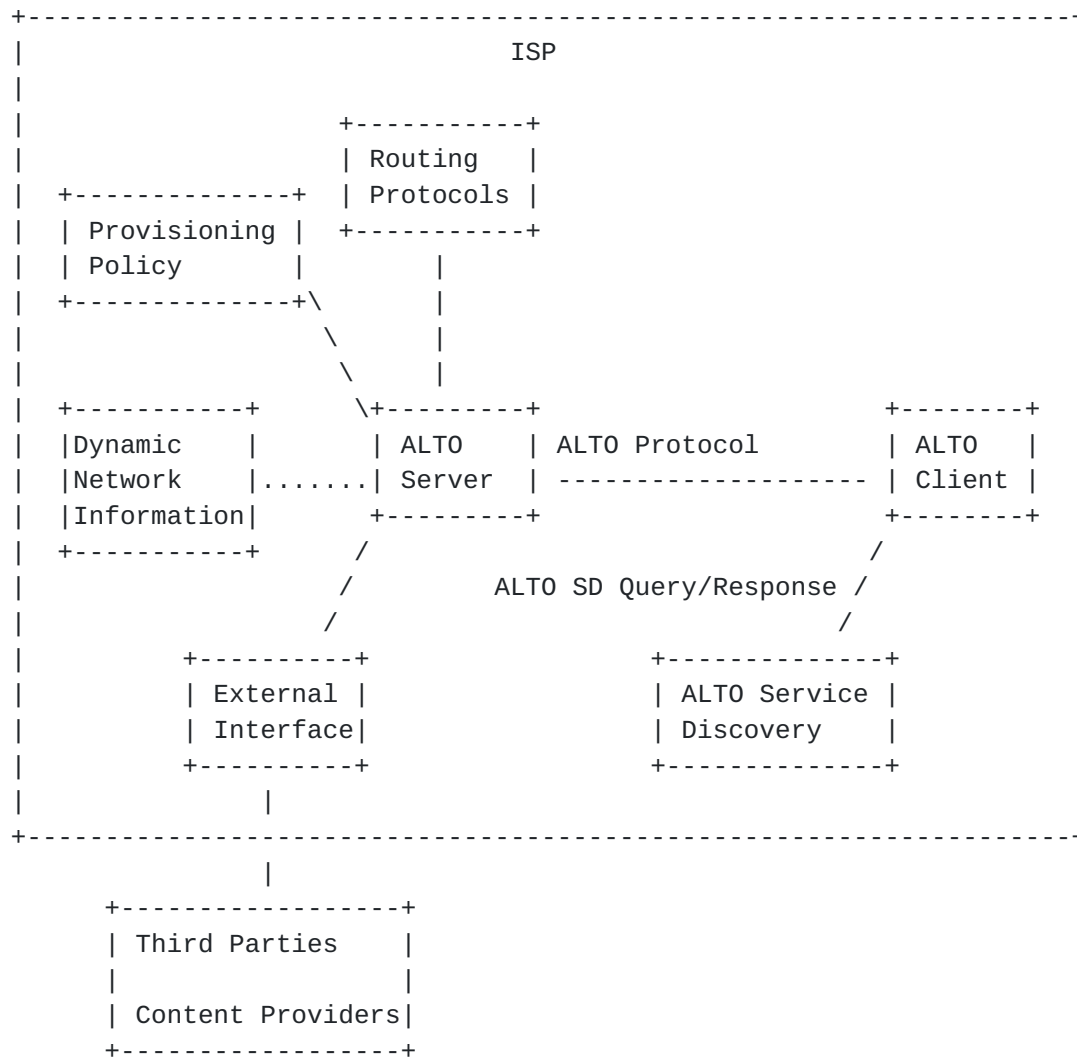 ISP
Routing
Protocols
Provisioning
Policy
Dynamic
Network
Information
ALTO
Server
ALTO Protocol
ALTO
Client
ALTO SD Query/Response
External
Interface
ALTO Service
Discovery
Third Parties
Content Providers